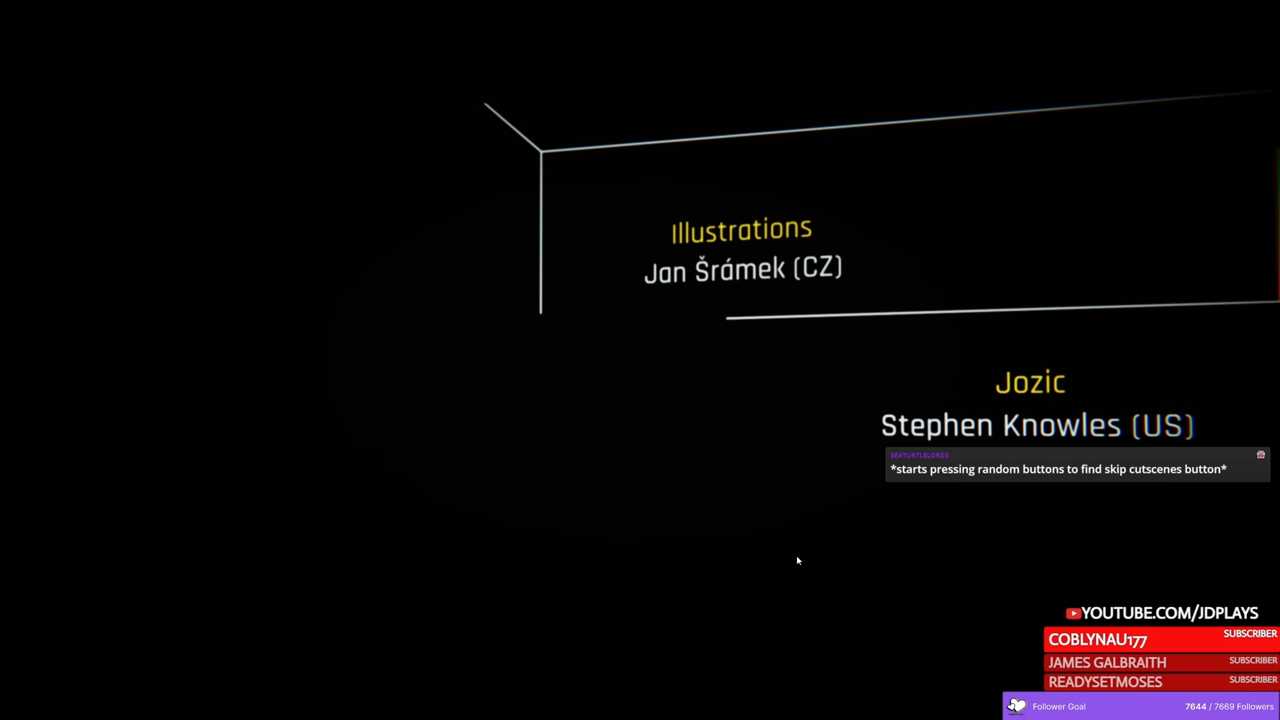 Illustrations
Jan Šrámek (CZ)
Jozic
Stephen Knowles (US)
SEATURTLELORDS
*starts pressing random buttons to find skip cutscenes button*
YOUTUBE.COM/JDPLAYS
COBLYNAU177 SUBSCRIBER
JAMES GALBRAITH SUBSCRIBER
READYSETMOSES SUBSCRIBER
Follower Goal 7644 / 7669 Followers